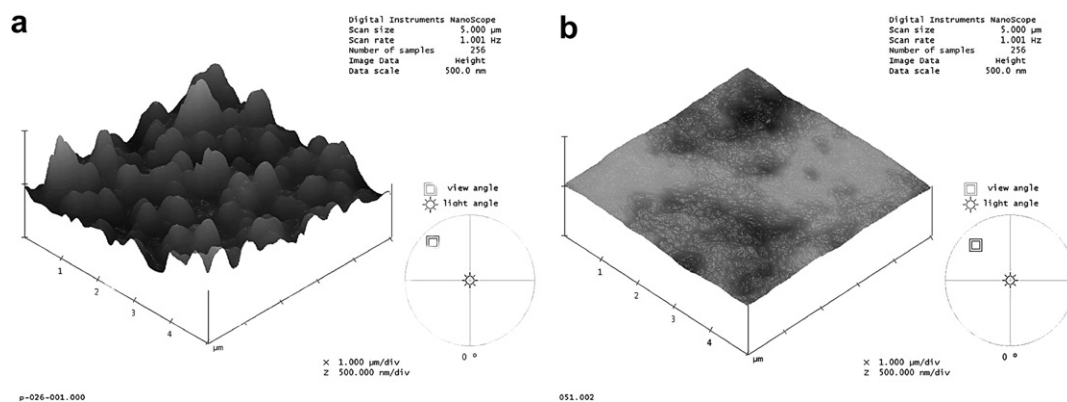 a
Digital Instruments NanoScope
Scan size 5.000 µm
Scan rate 1.001 Hz
Number of samples 256
Image Data Height
Data scale 500.0 nm
view angle
light angle
1
2
3
4
µm
0 °
X 1.000 µm/div
Z 500.000 nm/div
p-026-001.000
b
Digital Instruments NanoScope
Scan size 5.000 µm
Scan rate 1.001 Hz
Number of samples 256
Image Data Height
Data scale 500.0 nm
view angle
light angle
1
2
3
4
µm
0 °
X 1.000 µm/div
Z 500.000 nm/div
051.002